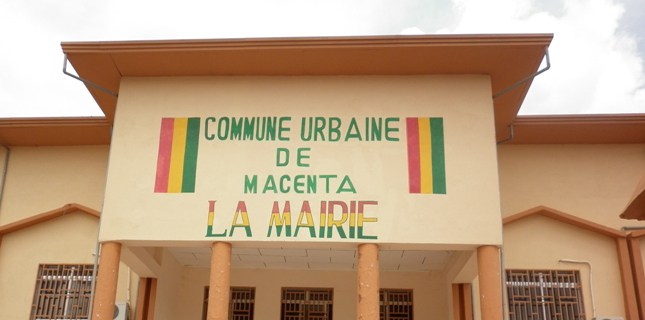 COMMUNE URBAINE
DE
MACENTA
LA MAIRIE